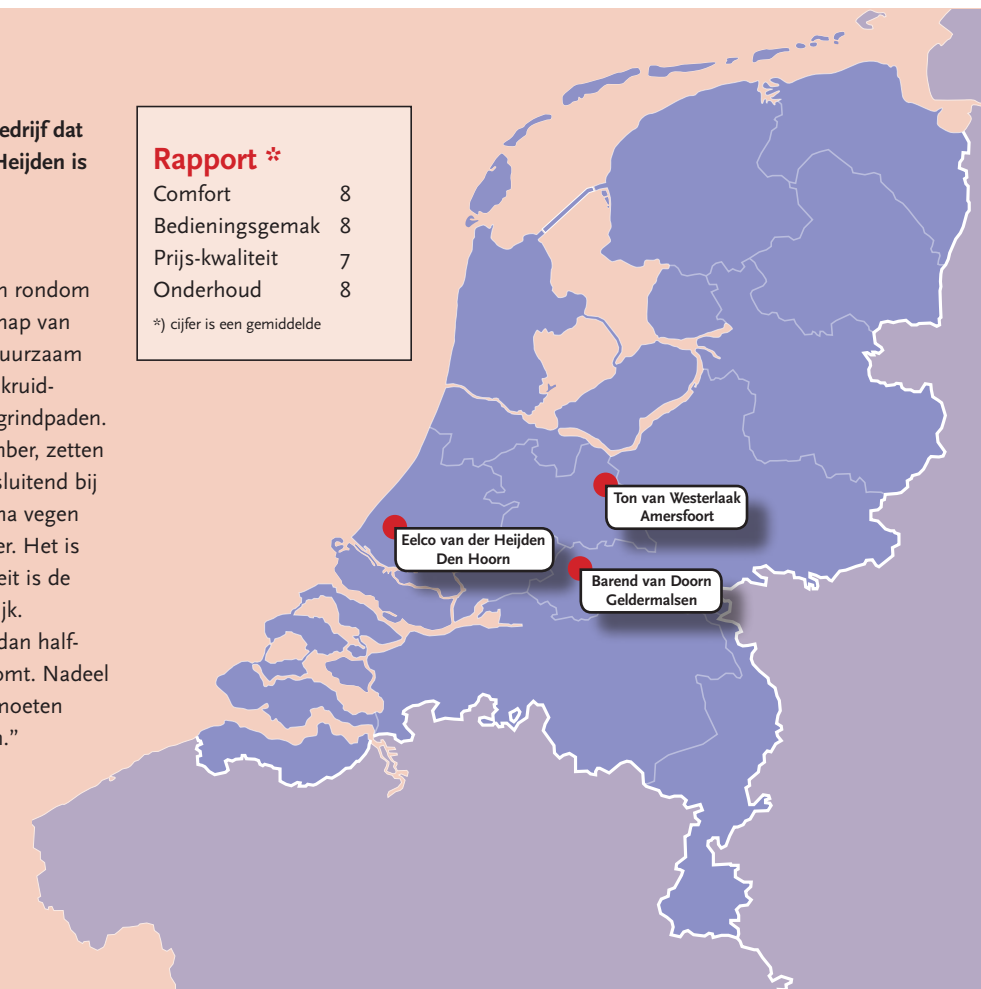 edrijf dat
Heijden is
n rondom
hap van
uurzaam
kruid-
grindpaden.
nber, zetten
sluitend bij
na vegen
er. Het is
eit is de
ijk.
dan half-
omt. Nadeel
moeten
n.”
Rapport *
Comfort 8
Bedieningsgemak 8
Prijs-kwaliteit 7
Onderhoud 8
*) cijfer is een gemiddelde
Ton van Westerlaak
Amersfoort
Eelco van der Heijden
Den Hoorn
Barend van Doorn
Geldermalsen